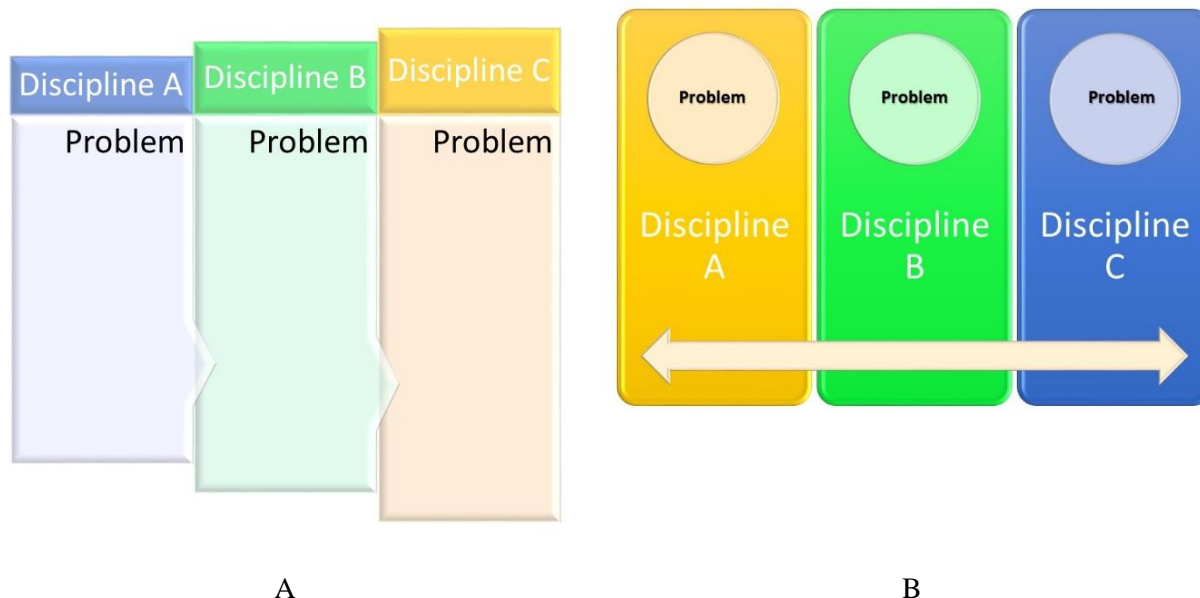 Discipline A
Discipline B
Discipline C
Problem
Problem
Problem
Problem
Problem
Problem
Discipline
A
Discipline
B
Discipline
C
A
B